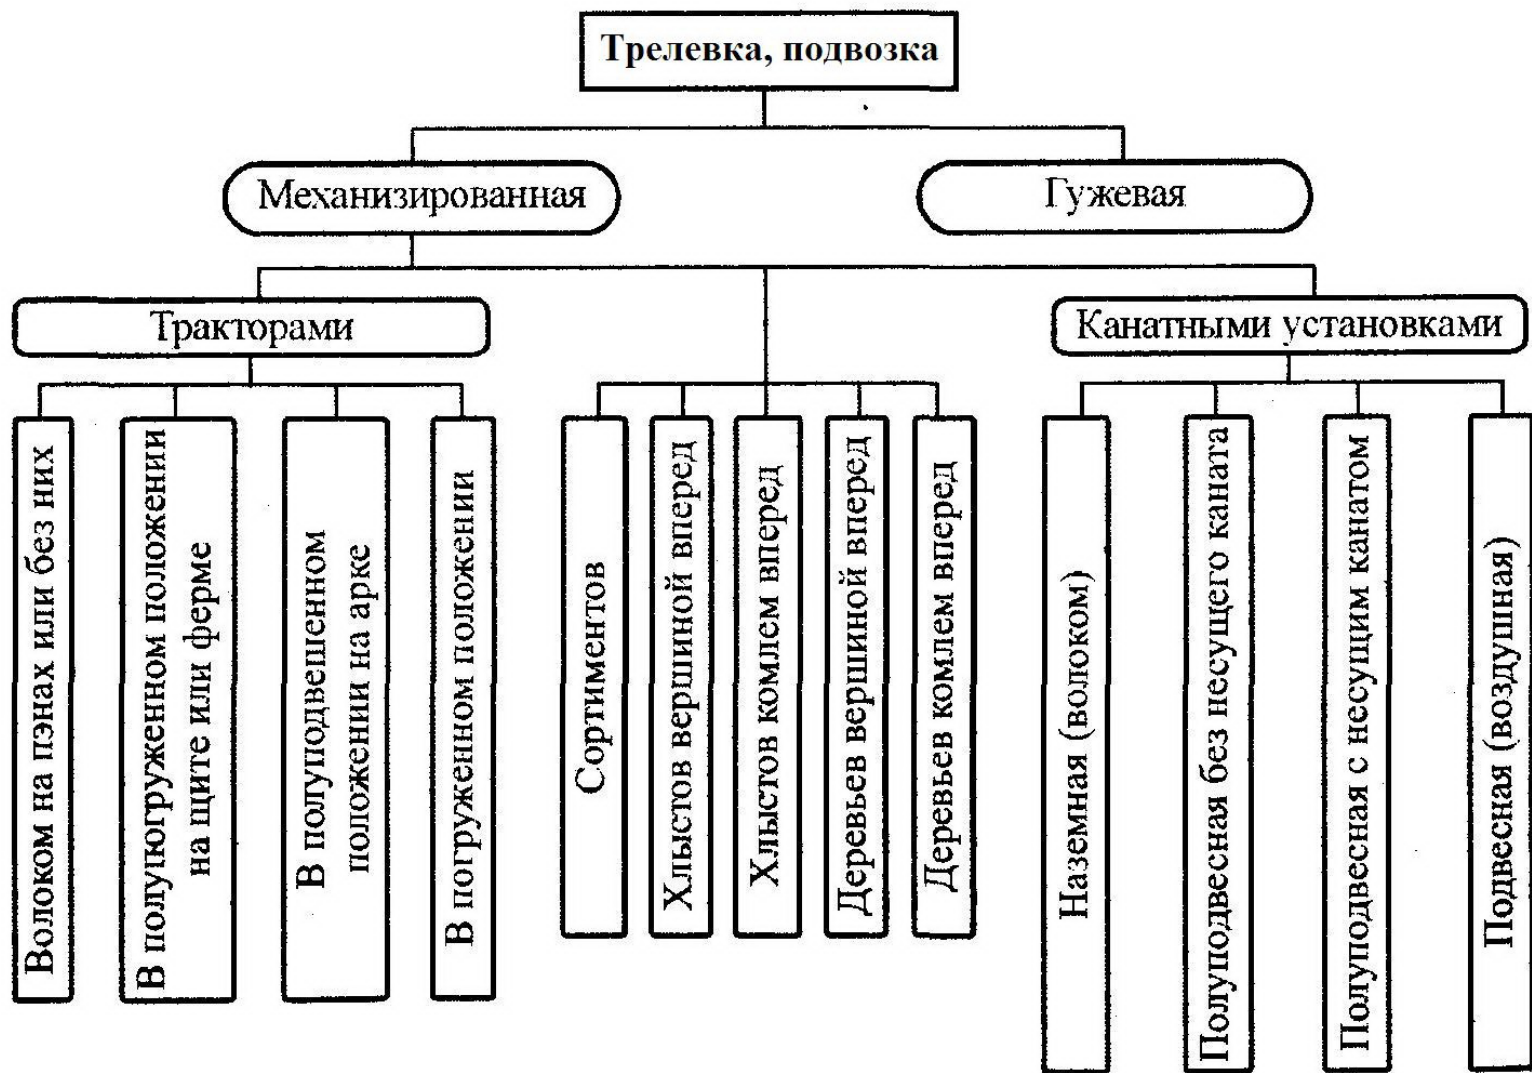 Трелевка, подвозка
Механизированная
Гужевая
Тракторами
Канатными установками
Волоком на пэнах или без них
В полупогруженном положении
на щите или ферме
В полуподвешенном
положении на арке
В погруженном положении
Сортиментов
Хлыстов вершиной вперед
Хлыстов комлем вперед
Деревьев вершиной вперед
Деревьев комлем вперед
Наземная (волоком)
Полуподвесная без несущего каната
Полуподвесная с несущим канатом
Подвесная (воздушная)